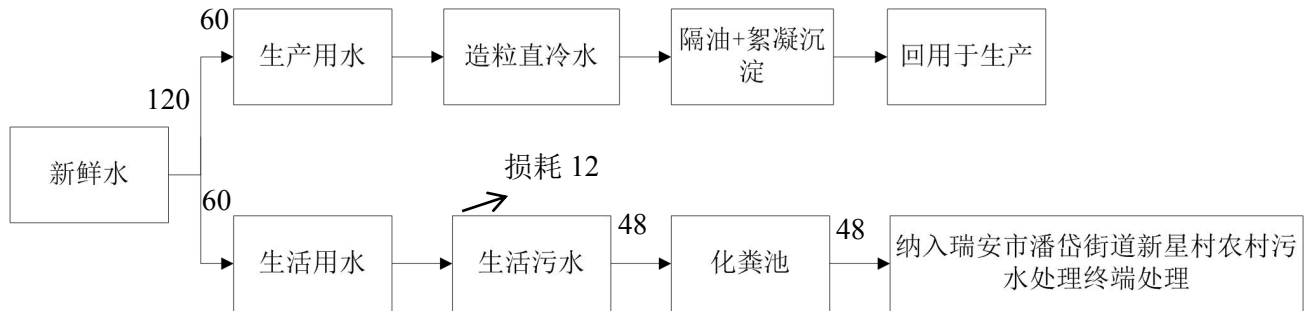 60
生产用水
造粒直冷水
隔油+絮凝沉
淀
回用于生产
120
新鲜水
损耗 12
60
生活用水
生活污水
48
化粪池
48
纳入瑞安市潘岱街道新星村农村污
水处理终端处理